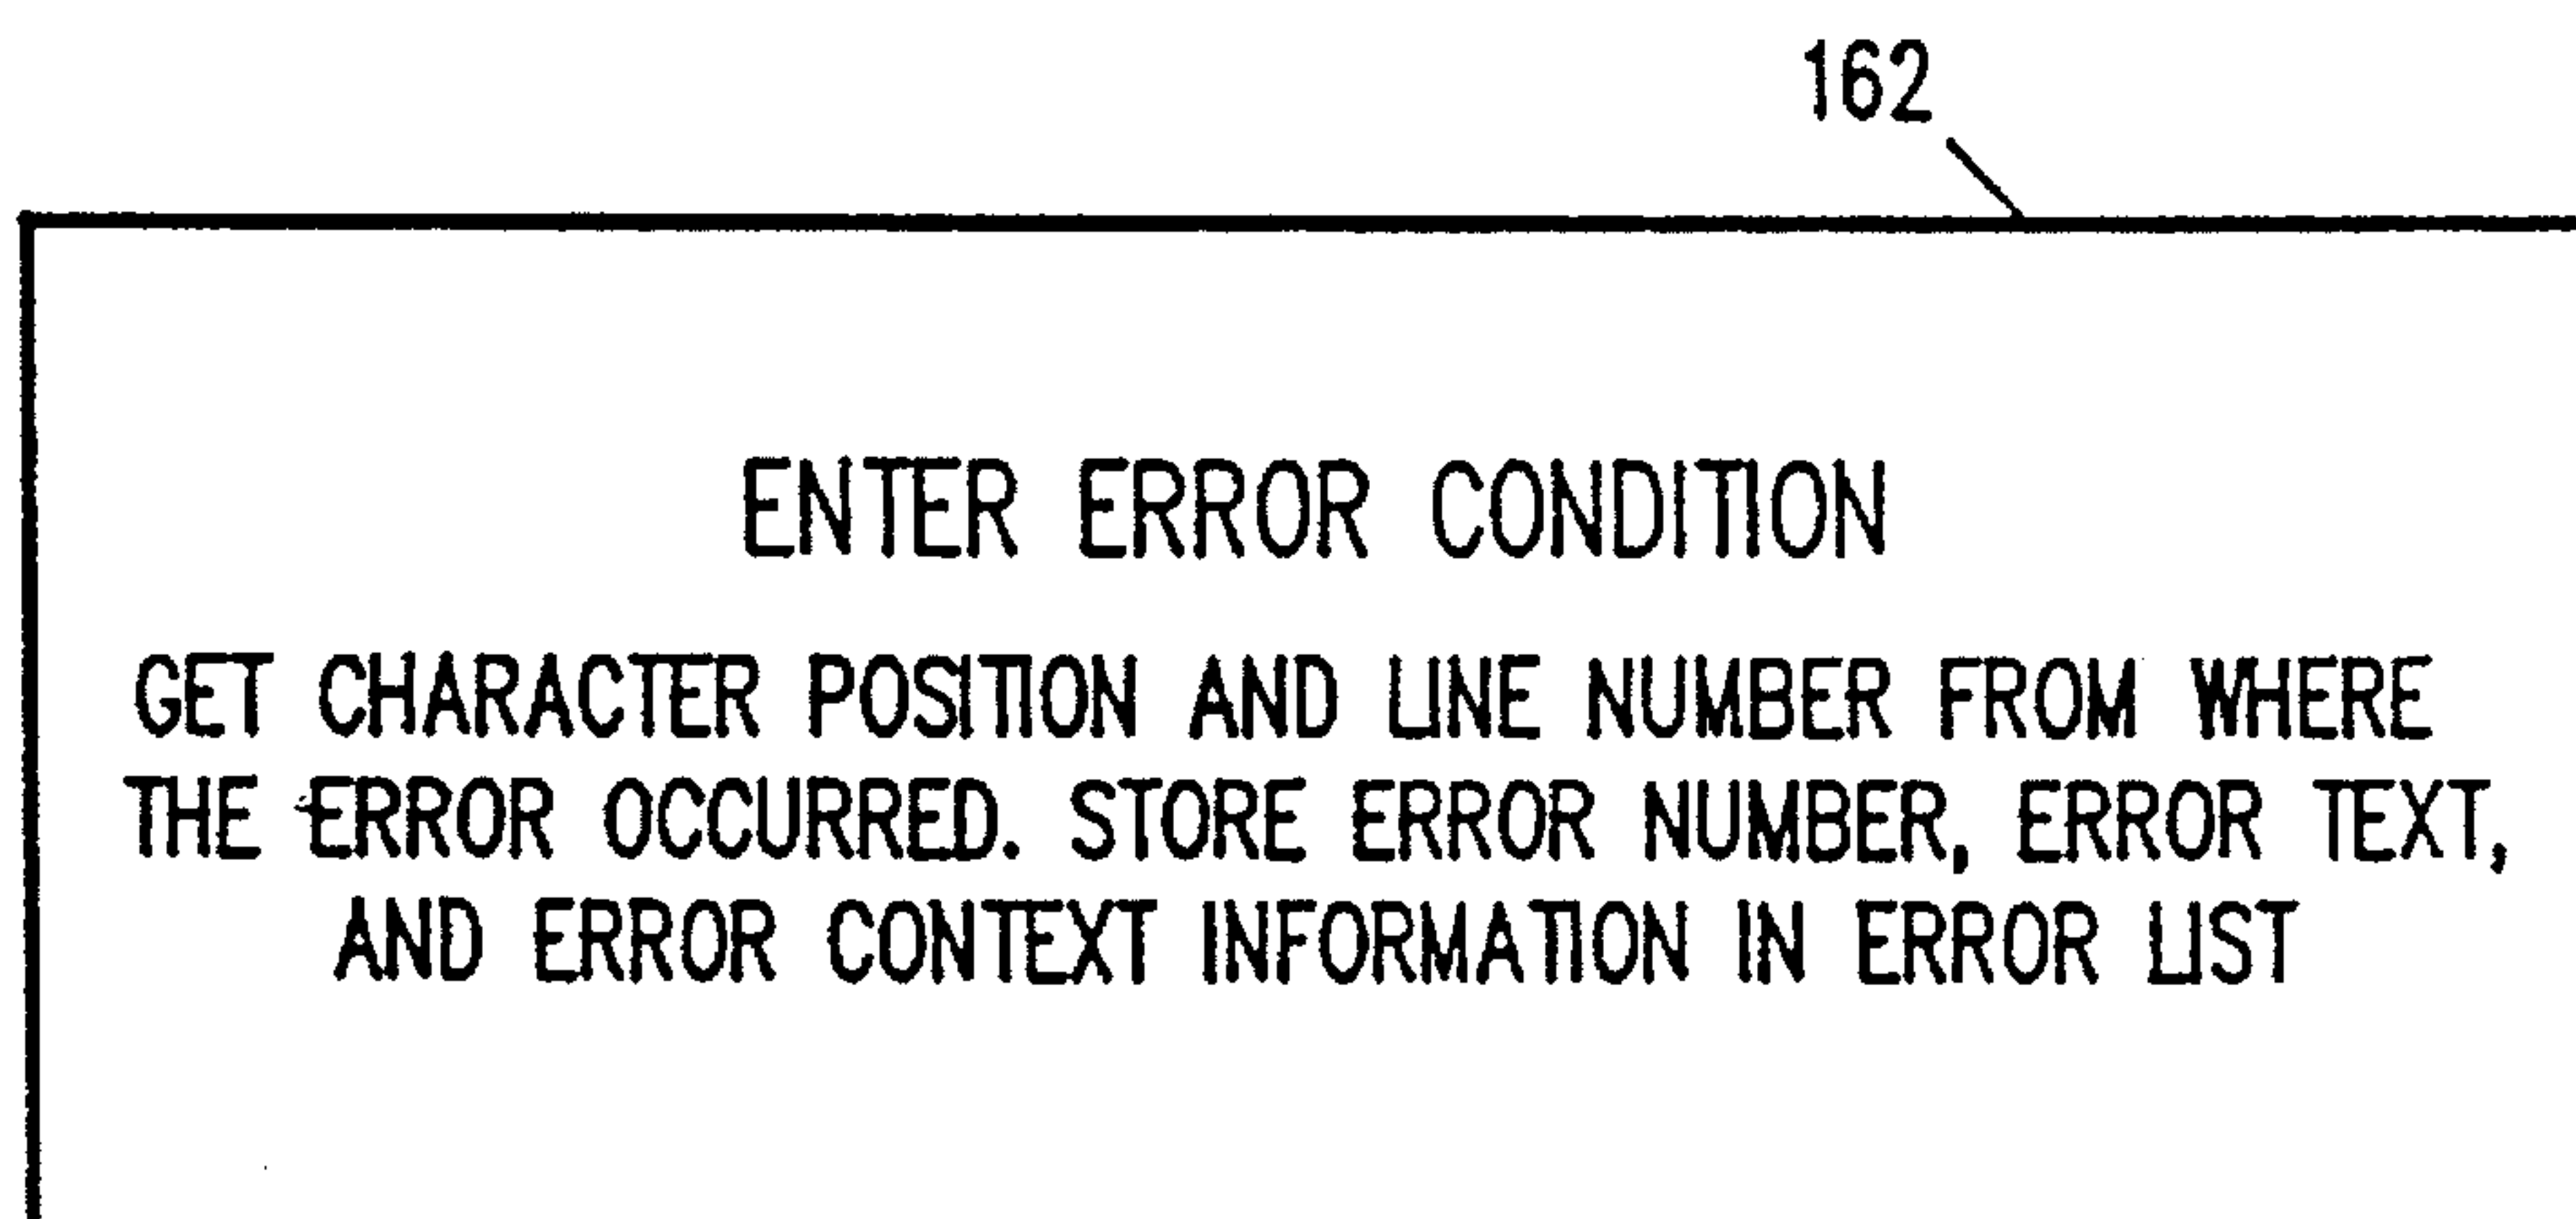 162
ENTER ERROR CONDITION
GET CHARACTER POSITION AND LINE NUMBER FROM WHERE
THE ERROR OCCURRED. STORE ERROR NUMBER, ERROR TEXT,
AND ERROR CONTEXT INFORMATION IN ERROR LIST